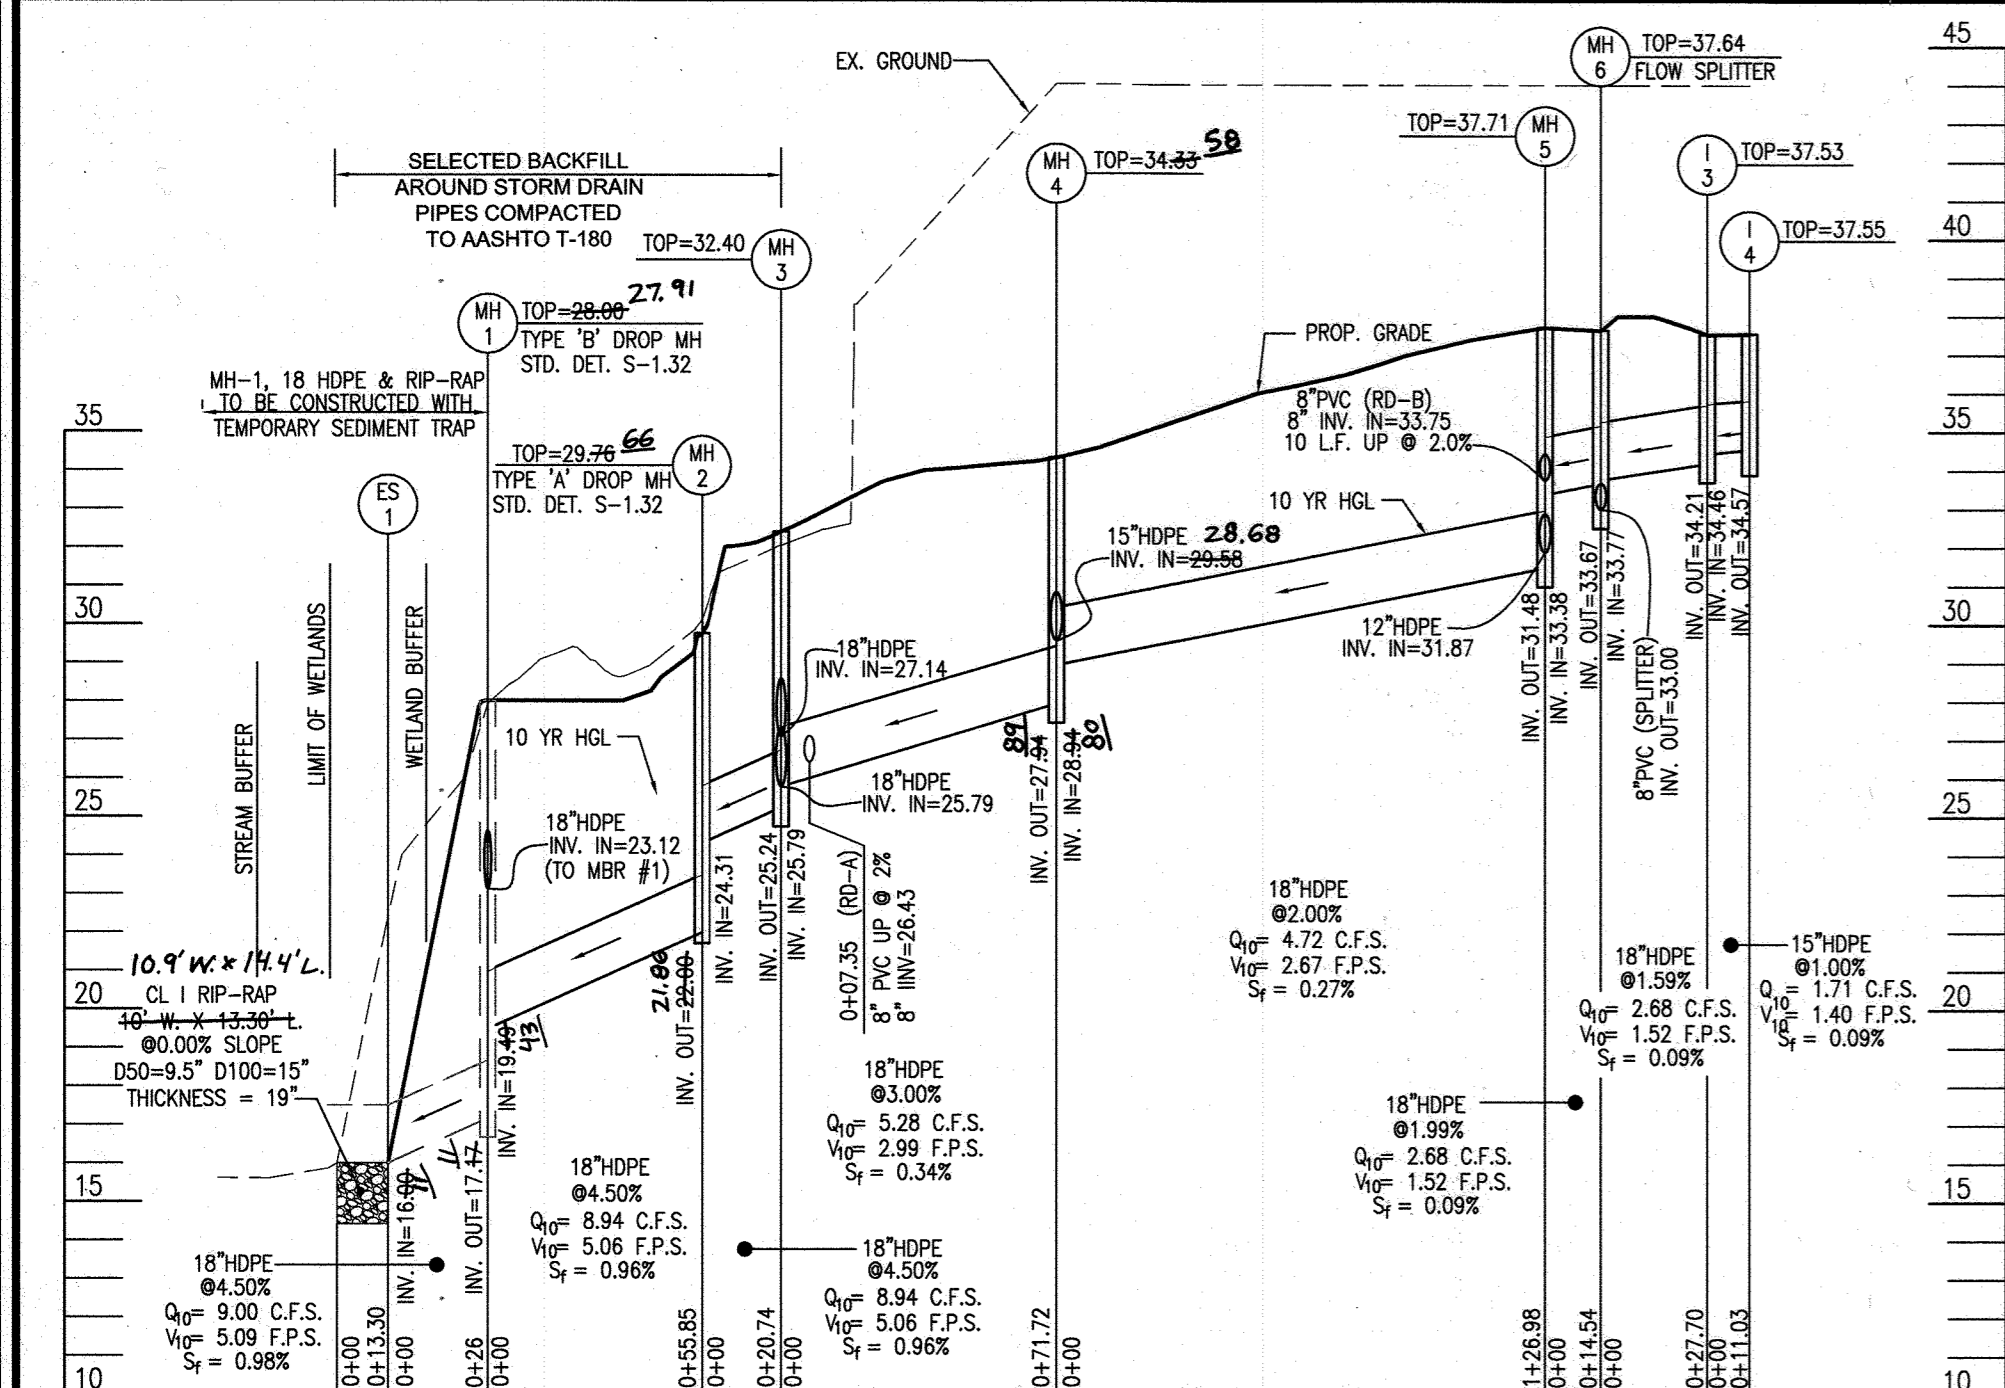 45
MH
6
TOP=37.64
FLOW SPLITTER
EX. GROUND
TOP=37.71
MH
5
SELECTED BACKFILL
AROUND STORM DRAIN
PIPES COMPACTED
TO AASHTO T-180
MH
4
TOP=34.33 58
I
3
TOP=37.53
TOP=32.40
MH
3
I
4
TOP=37.55
40
MH
1
TOP=28.00 27.91
TYPE 'B' DROP MH
STD. DET. S-1.32
PROP. GRADE
MH-1, 18 HDPE & RIP-RAP
TO BE CONSTRUCTED WITH
TEMPORARY SEDIMENT TRAP
8"PVC (RD-B)
8" INV. IN=33.75
10 L.F. UP @ 2.0%
35
35
TOP=29.76 66
TYPE 'A' DROP MH
STD. DET. S-1.32
MH
2
ES
1
10 YR HGL
15"HDPE 28.68
INV. IN=29.58
30
30
STREAM BUFFER
LIMIT OF WETLANDS
WETLAND BUFFER
18"HDPE
INV. IN=27.14
12"HDPE
INV. IN=31.87
INV. OUT=31.48
INV. IN=33.38
INV. OUT=33.67
INV. IN=33.77
8"PVC (SPLITTER)
INV. OUT=33.00
INV. OUT=34.21
INV. IN=34.46
INV. OUT=34.57
10 YR HGL
18"HDPE
INV. IN=25.79
25
25
18"HDPE
INV. IN=23.12
(TO MBR #1)
INV. OUT=27.94 89
INV. IN=28.94 80
INV. IN=24.31
INV. OUT=25.24
INV. IN=25.79
0+07.35 (RD-A)
8" PVC UP @ 2%
8" IINV=26.43
18"HDPE
@2.00%
Q10= 4.72 C.F.S.
V10= 2.67 F.P.S.
Sf = 0.27%
18"HDPE
@1.59%
Q10= 2.68 C.F.S.
V10= 1.52 F.P.S.
Sf = 0.09%
15"HDPE
@1.00%
Q10= 1.71 C.F.S.
V10= 1.40 F.P.S.
Sf = 0.09%
10.9'W. x 14.4'L.
CL I RIP-RAP
10' W. X 13.30' L.
@0.00% SLOPE
D50=9.5" D100=15"
THICKNESS = 19"
20
20
INV. IN=19.49 43
21.86
INV. OUT=22.00
18"HDPE
@3.00%
Q10= 5.28 C.F.S.
V10= 2.99 F.P.S.
Sf = 0.34%
18"HDPE
@1.99%
Q10= 2.68 C.F.S.
V10= 1.52 F.P.S.
Sf = 0.09%
15
15
INV. IN=16.00
INV. OUT=17.17
18"HDPE
@4.50%
Q10= 8.94 C.F.S.
V10= 5.06 F.P.S.
Sf = 0.96%
18"HDPE
@4.50%
Q10= 9.00 C.F.S.
V10= 5.09 F.P.S.
Sf = 0.98%
18"HDPE
@4.50%
Q10= 8.94 C.F.S.
V10= 5.06 F.P.S.
Sf = 0.96%
10
0+00
0+13.30
0+00
0+26
0+00
0+55.85
0+00
0+20.74
0+00
0+71.72
0+00
1+26.98
0+00
0+14.54
0+00
0+27.70
0+00
0+11.03
10